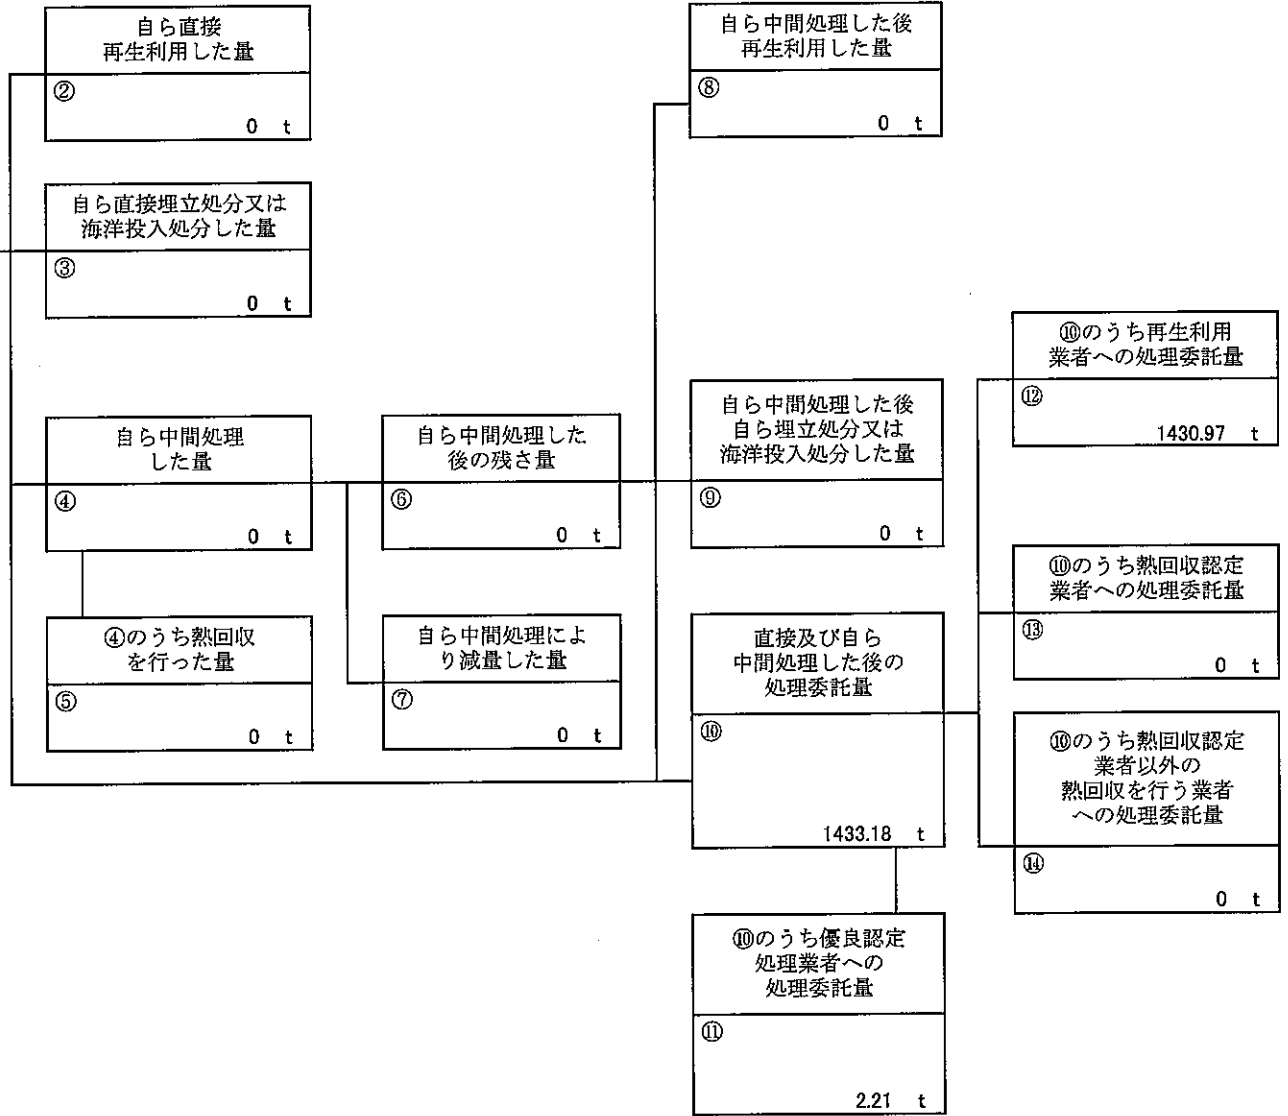 自ら直接
再生利用した量
②
0 t
自ら直接埋立処分又は
海洋投入処分した量
③
0 t
自ら中間処理
した量
④
0 t
④のうち熱回収
を行った量
⑤
0 t
自ら中間処理した
後の残さ量
⑥
0 t
自ら中間処理によ
り減量した量
⑦
0 t
自ら中間処理した後
再生利用した量
⑧
0 t
自ら中間処理した後
自ら埋立処分又は
海洋投入処分した量
⑨
0 t
直接及び自ら
中間処理した後の
処理委託量
⑩
1433.18 t
⑩のうち優良認定
処理業者への
処理委託量
⑪
2.21 t
⑩のうち再生利用
業者への処理委託量
⑫
1430.97 t
⑩のうち熱回収認定
業者への処理委託量
⑬
0 t
⑩のうち熱回収認定
業者以外の
熱回収を行う業者
への処理委託量
⑭
0 t